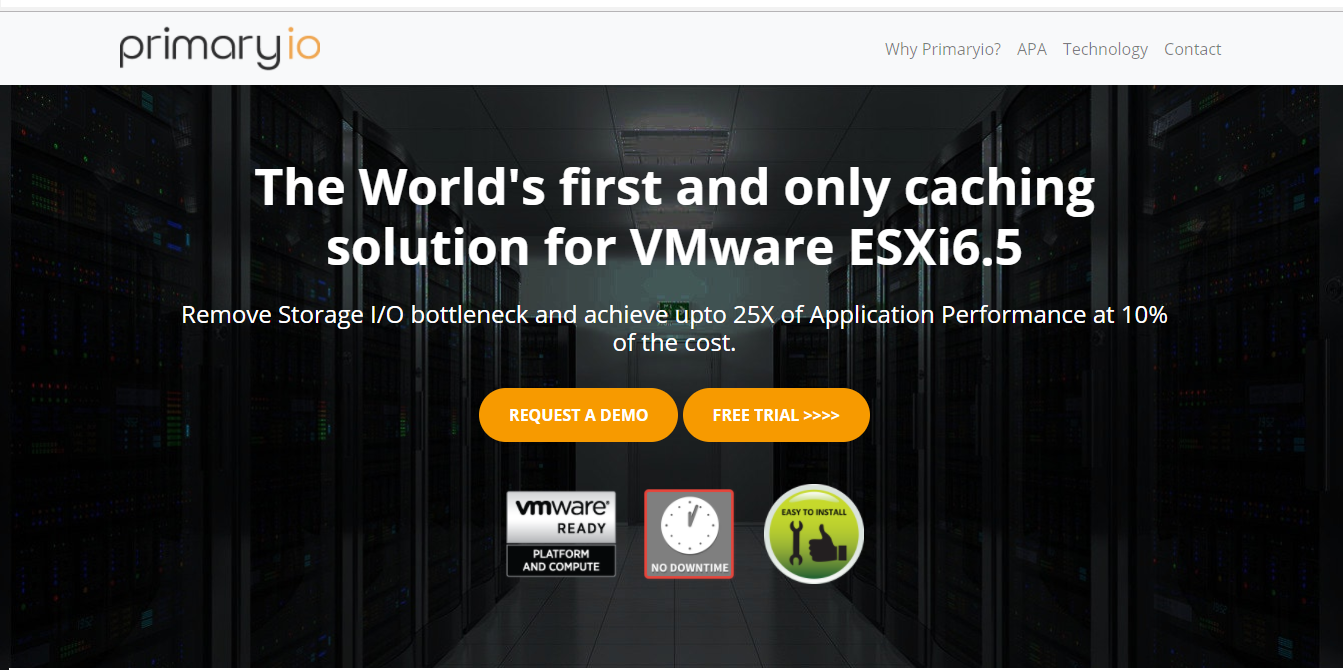 primaryio
Why Primaryio? APA Technology Contact
The World's first and only caching
solution for VMware ESXi6.5
Remove Storage I/O bottleneck and achieve upto 25X of Application Performance at 10%
of the cost.
REQUEST A DEMO
FREE TRIAL >>>>
vmware®
READY
PLATFORM
AND COMPUTE
NO DOWNTIME
EASY TO INSTALL